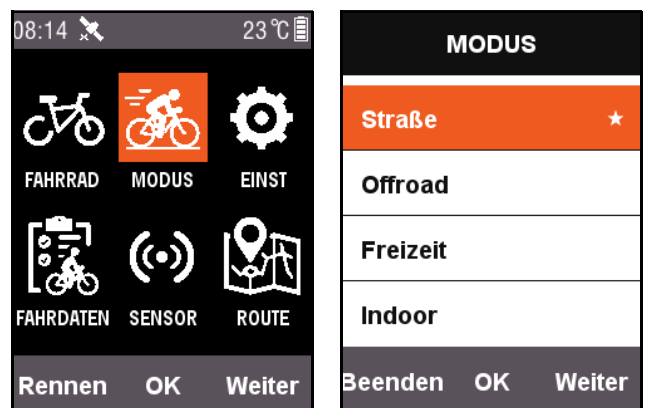 08:14 23 °C
FAHRRAD MODUS EINST
FAHRDATEN SENSOR ROUTE
Rennen OK Weiter
MODUS
Straße
Offroad
Freizeit
Indoor
Beenden OK Weiter